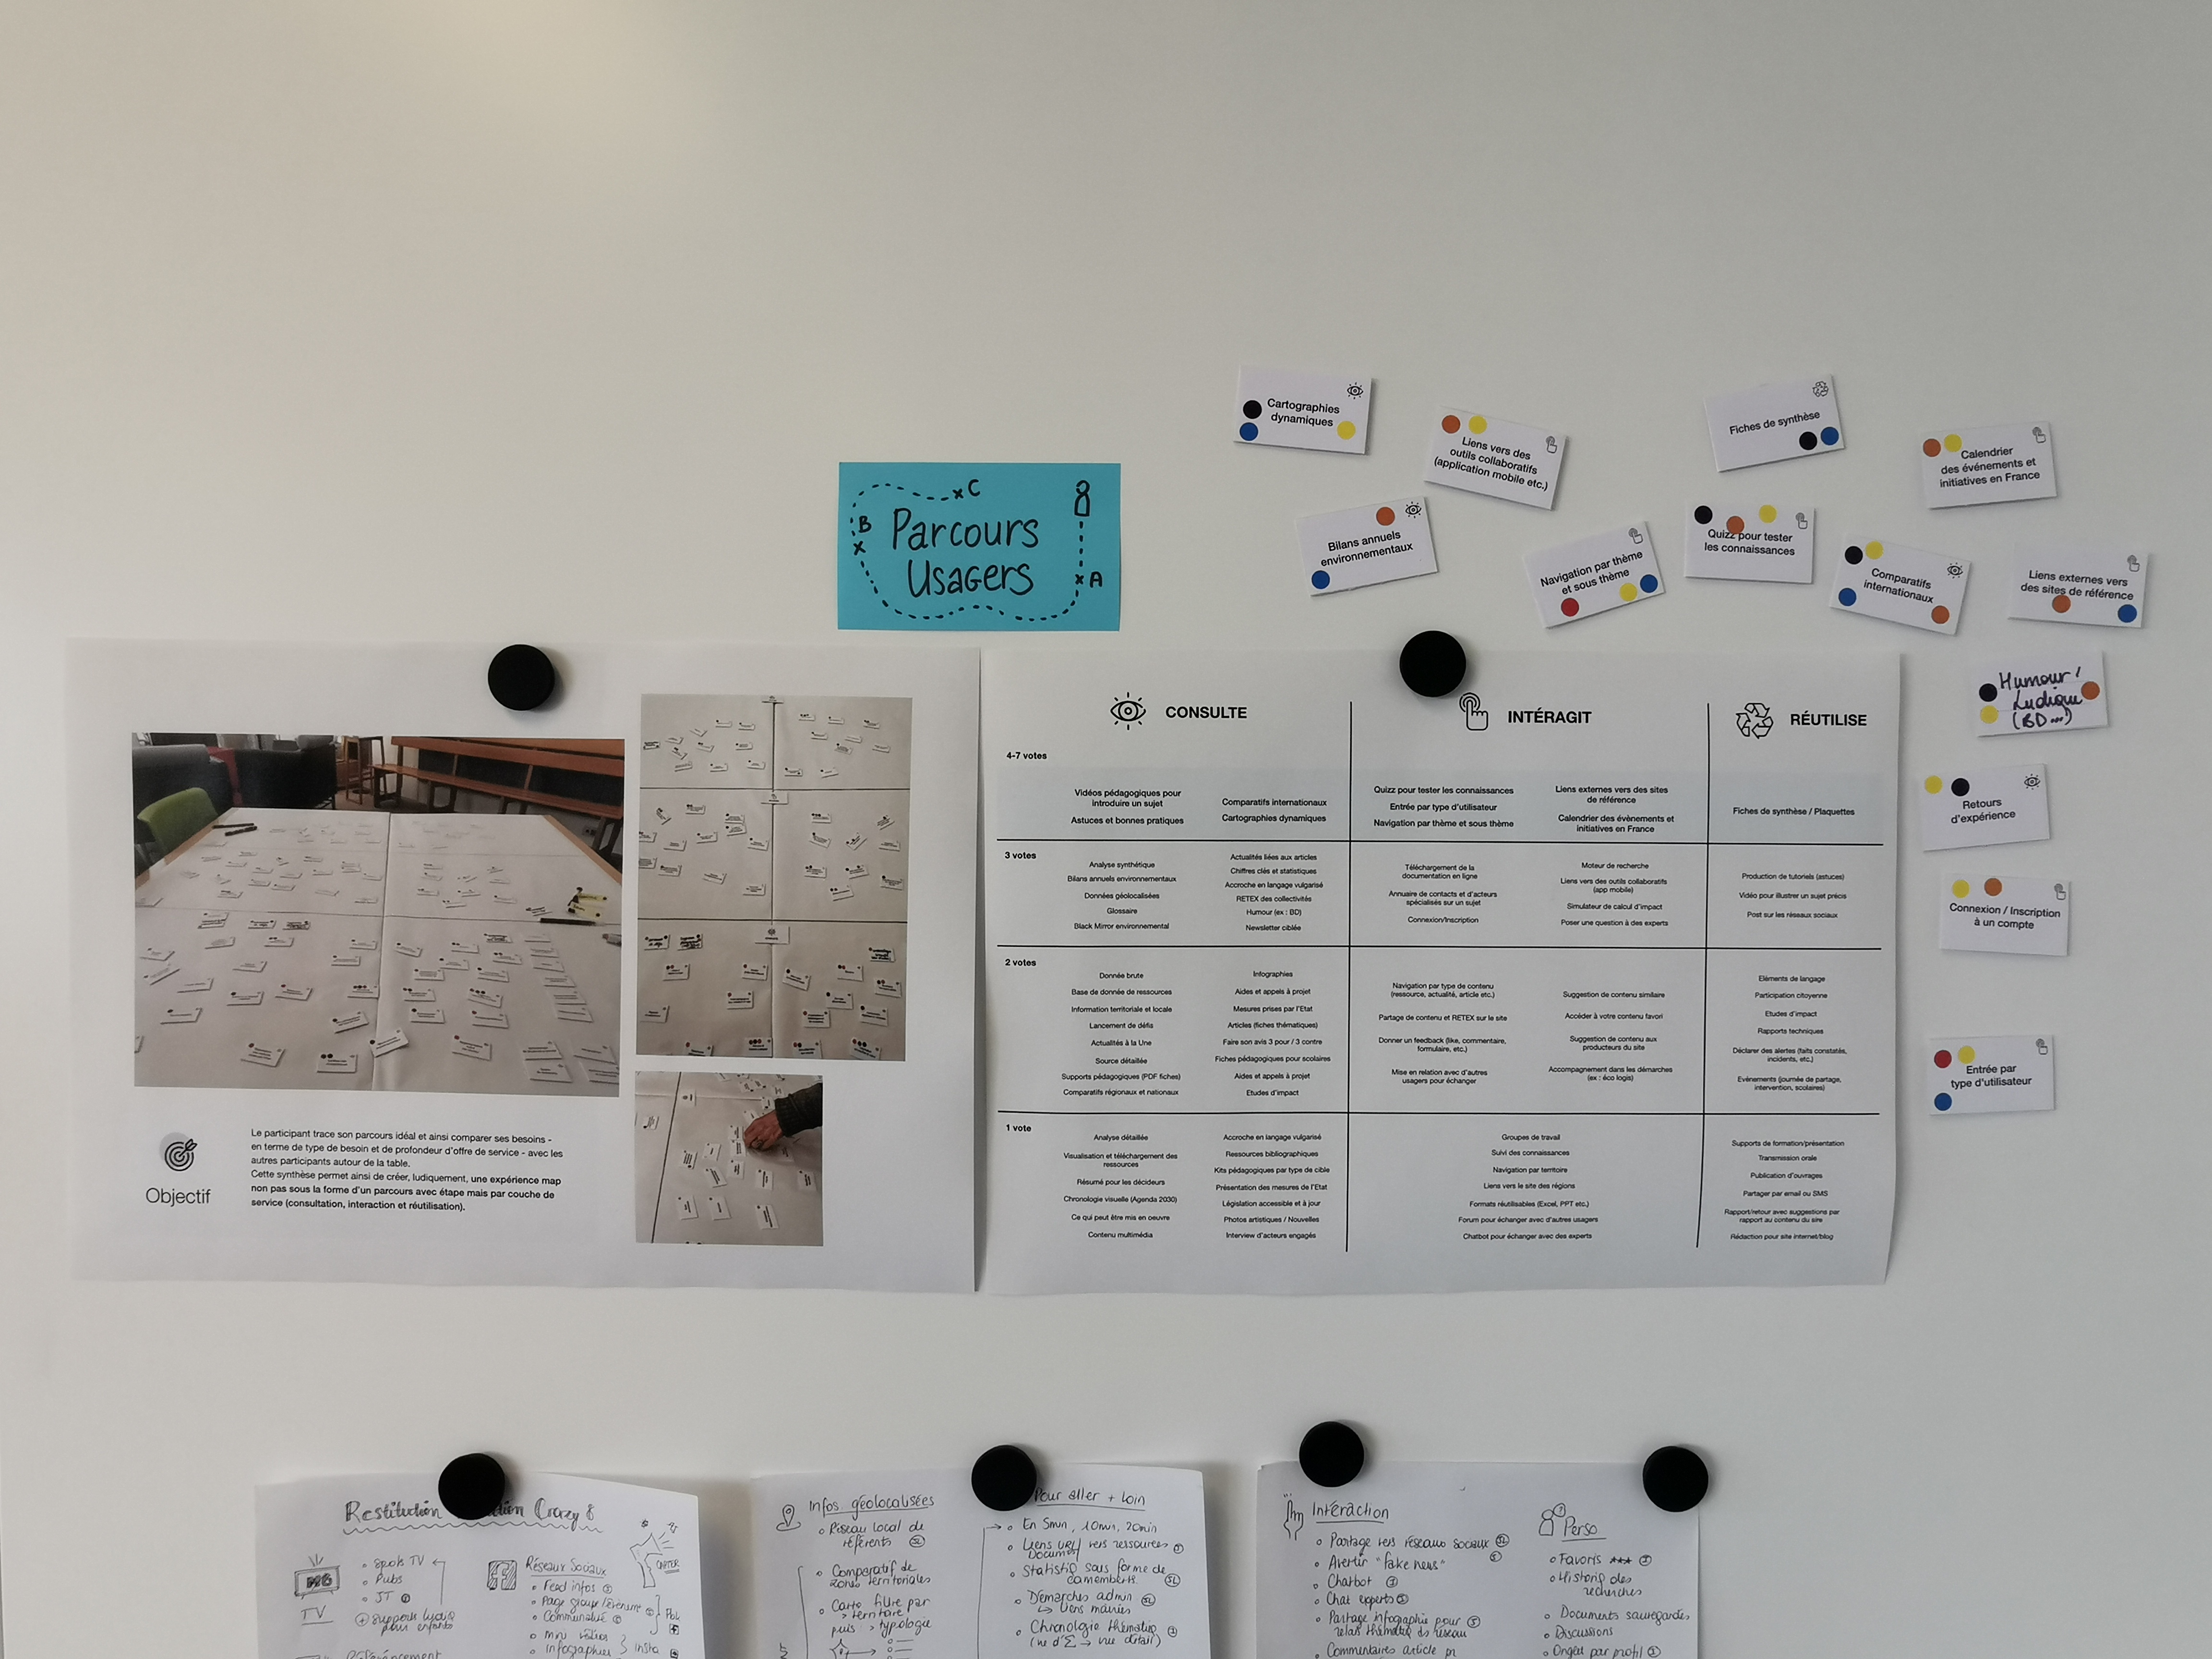 C
B
Parcours
x A
Usagers
Cartographies
dynamiques
Liens vers des
outils collaboratifs
(application mobile etc.)
Fiches de synthèse
Calendrier
des événements et
initiatives en France
Bilans annuels
environnementaux
Navigation par thème
et sous thème
Quizz pour tester
les connaissances
Comparatifs
internationaux
Liens externes vers
des sites de référence
Humour /
Ludique
(BD...)
Retours
d'expérience
Connexion / Inscription
à un compte
Entrée par
type d'utilisateur
Objectif
Le participant trace son parcours idéal et ainsi comparer ses besoins -
en terme de type de besoin et de profondeur d'offre de service - avec les
autres participants autour de la table.
Cette synthèse permet ainsi de créer, ludiquement, une expérience map
non pas sous la forme d'un parcours avec étape mais par couche de
service (consultation, interaction et réutilisation).
CONSULTE
INTÉRAGIT
RÉUTILISE
4-7 votes
Vidéos pédagogiques pour
introduire un sujet
Astuces et bonnes pratiques
Comparatifs internationaux
Cartographies dynamiques
Quizz pour tester les connaissances
Entrée par type d'utilisateur
Navigation par thème et sous thème
Liens externes vers des sites
de référence
Calendrier des évènements et
initiatives en France
Fiches de synthèse / Plaquettes
3 votes
Analyse synthétique
Bilans annuels environnementaux
Données géolocalisées
Glossaire
Black Mirror environnemental
Actualités liées aux articles
Chiffres clés et statistiques
Accroche en langage vulgarisé
RETEX des collectivités
Humour (ex : BD)
Newsletter ciblée
Téléchargement de la
documentation en ligne
Annuaire de contacts et d'acteurs
spécialisés sur un sujet
Connexion/Inscription
Moteur de recherche
Liens vers des outils collaboratifs
(app mobile)
Simulateur de calcul d'impact
Poser une question à des experts
Production de tutoriels (astuces)
Vidéo pour illustrer un sujet précis
Post sur les réseaux sociaux
2 votes
Donnée brute
Base de donnée de ressources
Information territoriale et locale
Lancement de défis
Actualités à la Une
Source détaillée
Supports pédagogiques (PDF fiches)
Comparatifs régionaux et nationaux
Infographies
Aides et appels à projet
Mesures prises par l'Etat
Articles (fiches thématiques)
Faire son avis 3 pour / 3 contre
Fiches pédagogiques pour scolaires
Aides et appels à projet
Etudes d'impact
Navigation par type de contenu
(ressource, actualité, article etc.)
Partage de contenu et RETEX sur le site
Donner un feedback (like, commentaire,
formulaire, etc.)
Mise en relation avec d'autres
usagers pour échanger
Suggestion de contenu similaire
Accéder à votre contenu favori
Suggestion de contenu aux
producteurs du site
Accompagnement dans les démarches
(ex : éco logis)
Eléments de langage
Participation citoyenne
Etudes d'impact
Rapports techniques
Déclarer des alertes (faits constatés,
incidents, etc.)
Evénements (journée de partage,
intervention, scolaires)
1 vote
Analyse détaillée
Visualisation et téléchargement des
ressources
Résumé pour les décideurs
Chronologie visuelle (Agenda 2030)
Ce qui peut être mis en oeuvre
Contenu multimédia
Accroche en langage vulgarisé
Ressources bibliographiques
Kits pédagogiques par type de cible
Présentation des mesures de l'Etat
Législation accessible et à jour
Photos artistiques / Nouvelles
Interview d'acteurs engagés
Groupes de travail
Suivi des connaissances
Navigation par territoire
Liens vers le site des régions
Formats réutilisables (Excel, PPT etc.)
Forum pour échanger avec d'autres usagers
Chatbot pour échanger avec des experts
Supports de formation/présentation
Transmission orale
Publication d'ouvrages
Partager par email ou SMS
Rapport/retour avec suggestions par
rapport au contenu du sire
Rédaction pour site internet/blog
Restitution Crazy 8
TV
Spots TV
Pubs
JT
+ supports ludiq
pour enfants
Réseaux Sociaux
Feed infos
Page groupe/évènement
Communauté
mini vidéos
infographies } insta
Référencement
Infos géolocalisées
Réseau local de
référents
Comparatif de
zones territoriales
Carto filtre par
> territoire
puis > typologie
Pour aller + loin
En 5min, 10min, 20min
Liens URL vers ressources
Documen
Statistiq sous forme de
camemberts
Démarches admin
liens mairies
Chronologie thématiq
Interaction
Partage vers réseaux sociaux
Avertir "fake news"
Chatbot
Chat experts
Partage infographie pour
relai thématiq ds réseau
Commentaires article
Perso
Favoris
Historiq des
recherches
Documents sauvegardés
Discussions
Onglet par profil